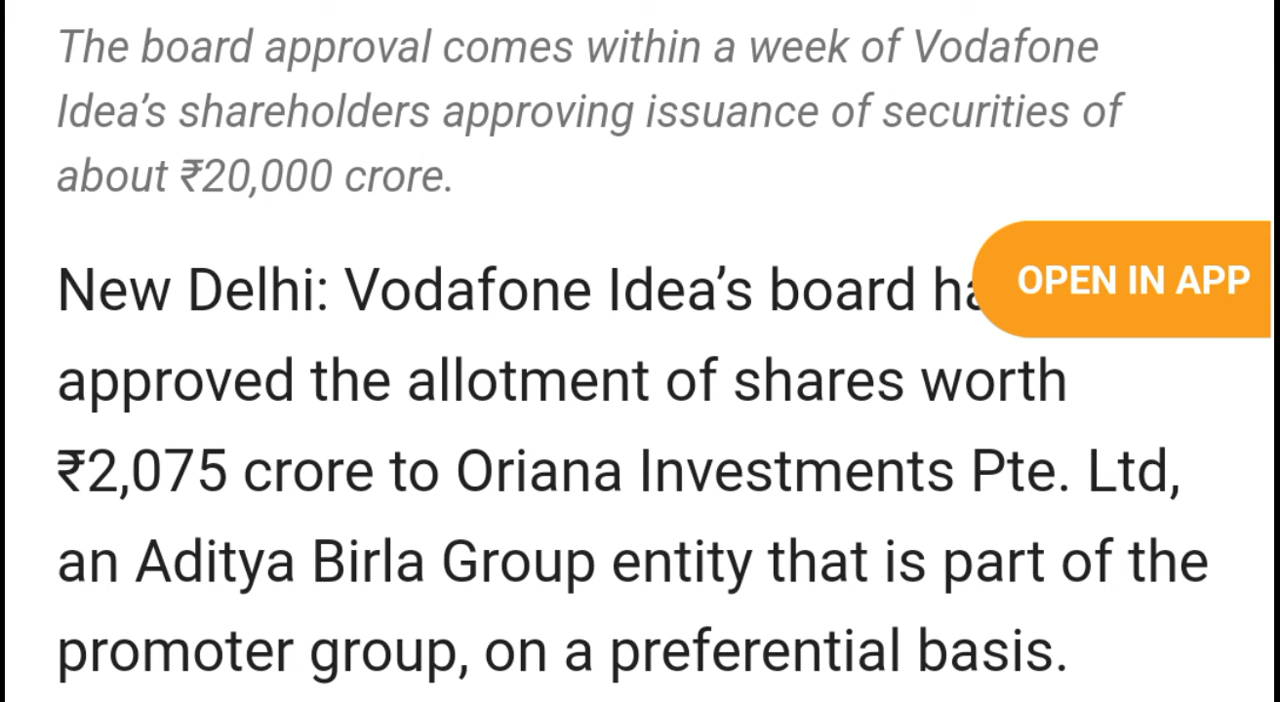 The board approval comes within a week of Vodafone
Idea’s shareholders approving issuance of securities of
about ₹20,000 crore.
New Delhi: Vodafone Idea’s board
OPEN IN APP
approved the allotment of shares worth
₹2,075 crore to Oriana Investments Pte. Ltd,
an Aditya Birla Group entity that is part of the
promoter group, on a preferential basis.